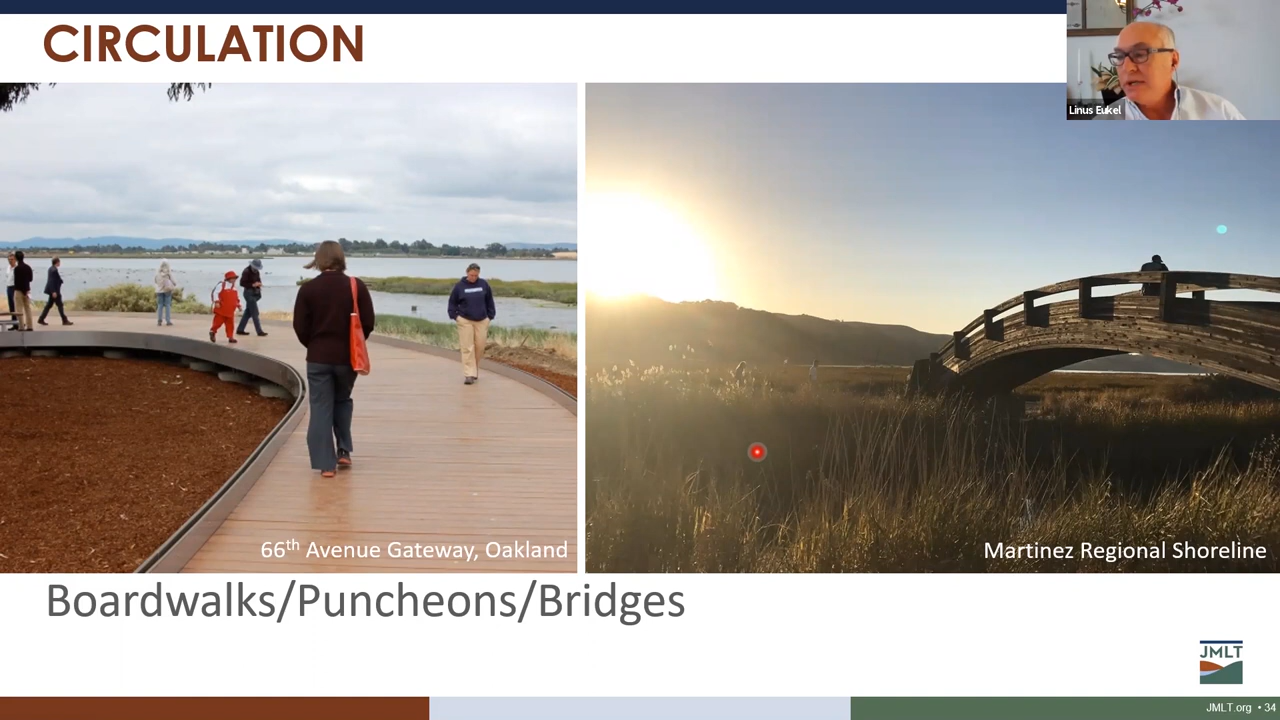 CIRCULATION
Linus Eukel
66th Avenue Gateway, Oakland
Martinez Regional Shoreline
Boardwalks/Puncheons/Bridges
JMLT
JMLT.org • 34